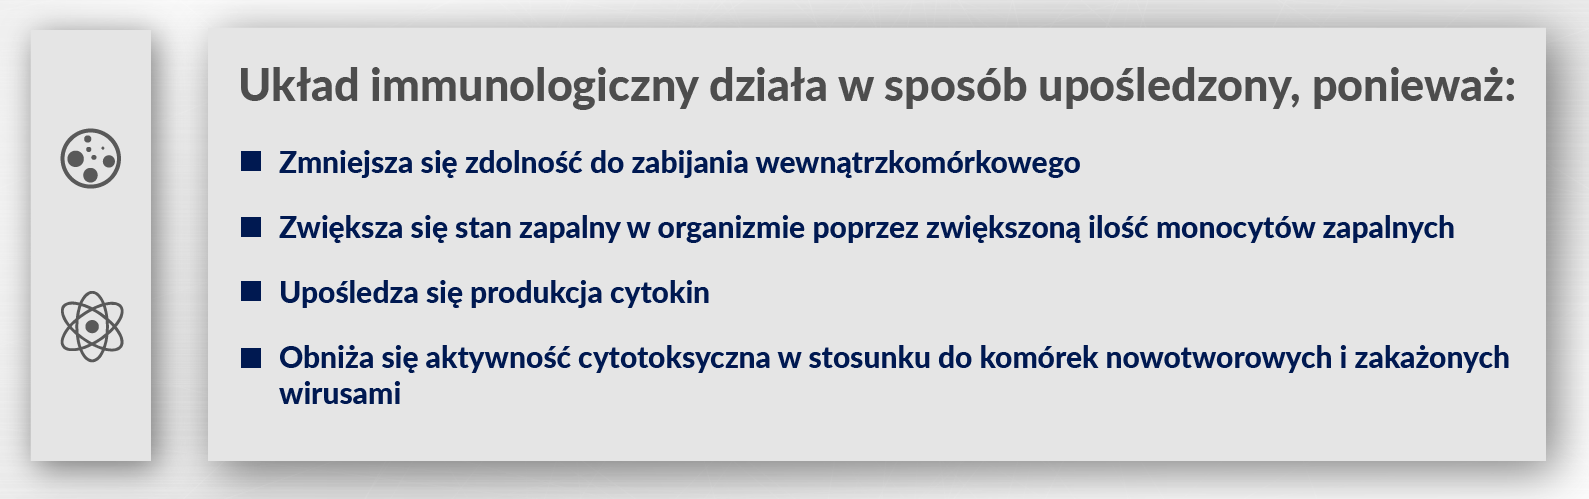 Układ immunologiczny działa w sposób upośledzony, ponieważ:
Zmniejsza się zdolność do zabijania wewnątrzkomórkowego
Zwiększa się stan zapalny w organizmie poprzez zwiększoną ilość monocytów zapalnych
Upośledza się produkcja cytokin
Obniża się aktywność cytotoksyczna w stosunku do komórek nowotworowych i zakażonych
wirusami